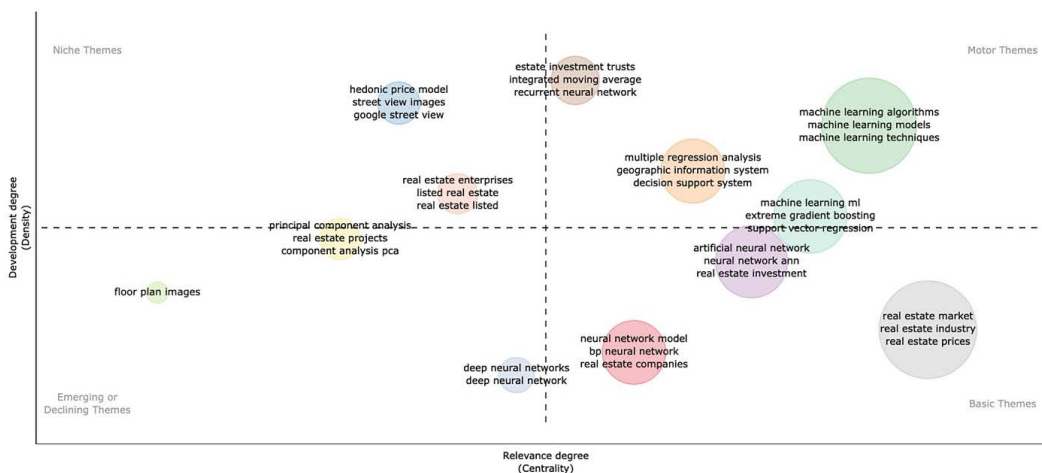 Niche Themes
Motor Themes
estate investment trusts
integrated moving average
recurrent neural network
hedonic price model
street view images
google street view
machine learning algorithms
machine learning models
machine learning techniques
multiple regression analysis
geographic information system
decision support system
real estate enterprises
listed real estate
real estate listed
machine learning ml
extreme gradient boosting
support vector regression
principal component analysis
real estate projects
component analysis pca
artificial neural network
neural network ann
real estate investment
floor plan images
real estate market
real estate industry
real estate prices
neural network model
bp neural network
real estate companies
deep neural networks
deep neural network
Emerging or
Declining Themes
Basic Themes
Development degree
(Density)
Relevance degree
(Centrality)